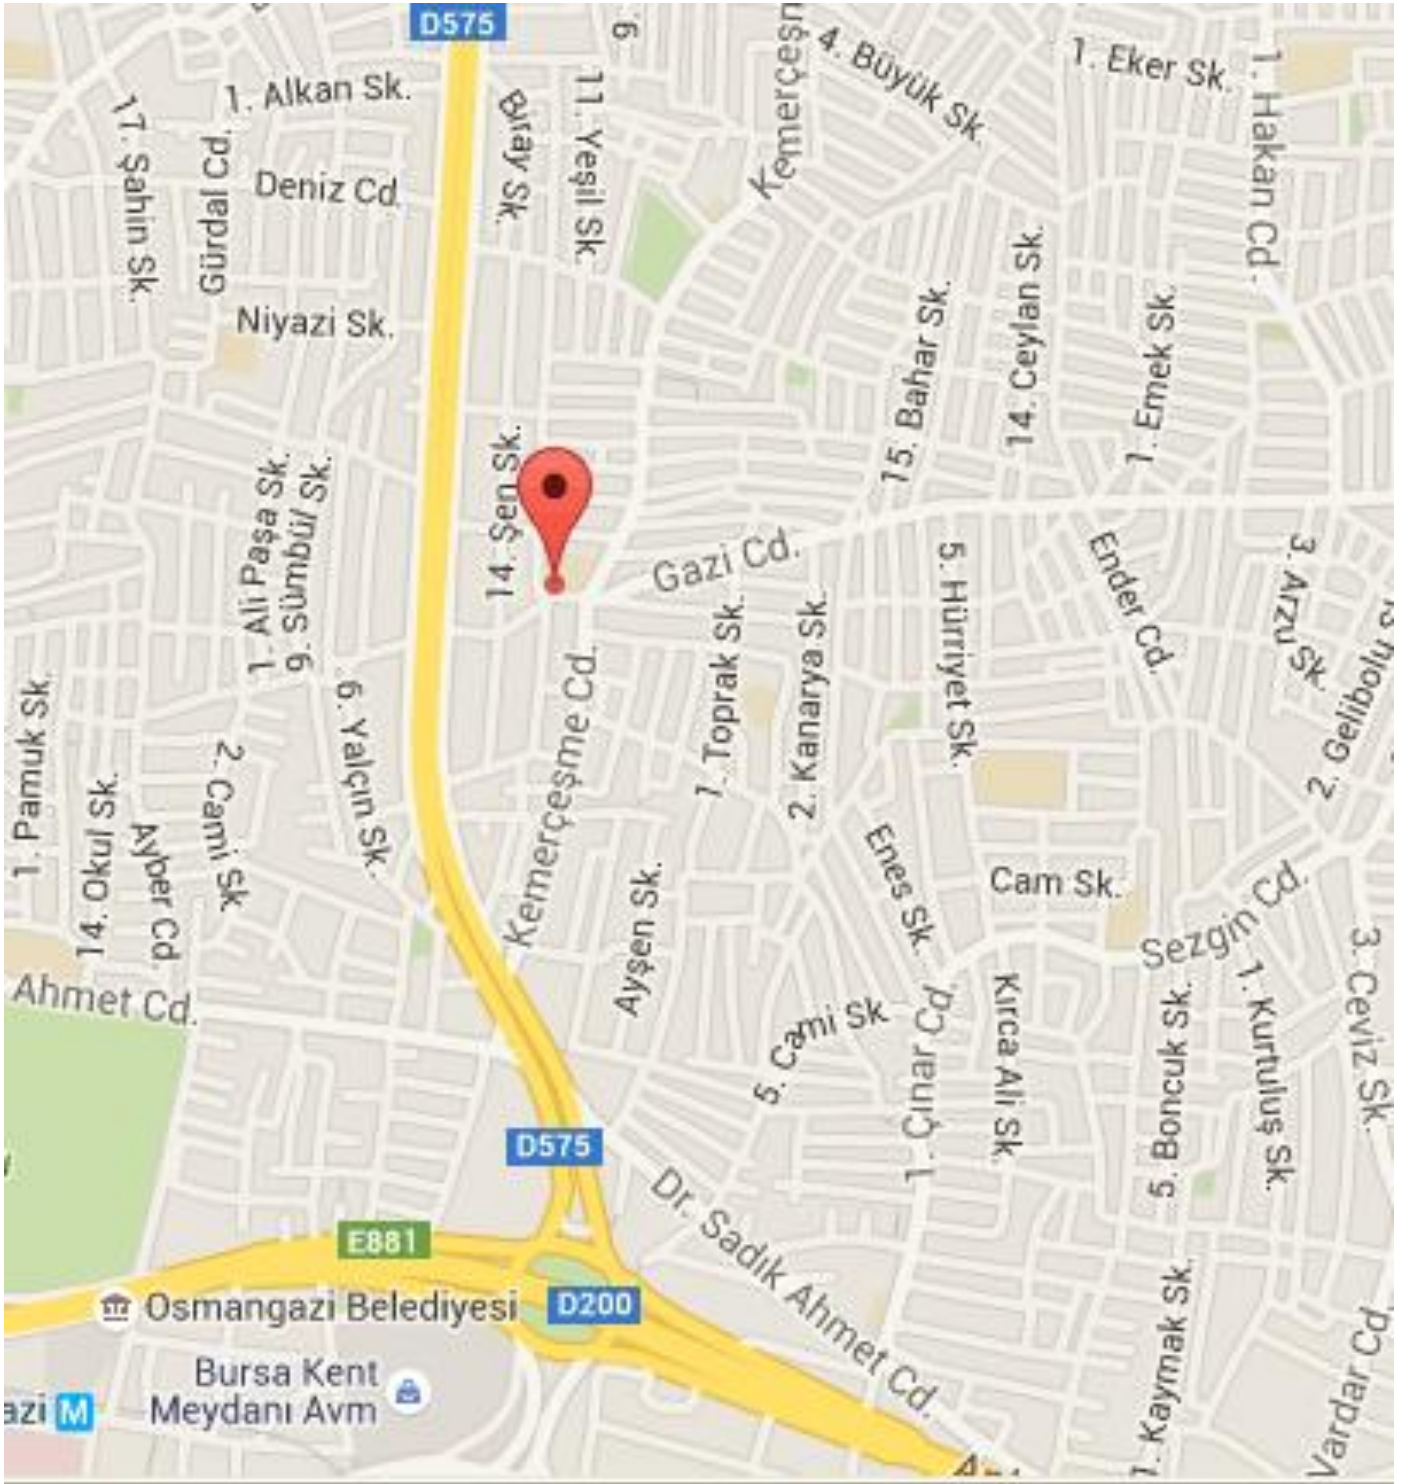 D575
4. Büyük Sk.
1. Eker Sk.
1. Alkan Sk.
Biray Sk.
11. Yeşil Sk.
17. Şahin Sk.
Gürdal Cd.
Deniz Cd.
1. Hakan Cd.
Niyazi Sk.
15. Bahar Sk.
14. Ceylan Sk.
1. Emek Sk.
14. Şen Sk.
1. Ali Paşa Sk.
9. Sümbül Sk.
Gazi Cd.
5. Hürriyet Sk.
Ender Cd.
3. Arzu Sk.
2. Gelibolu
1. Toprak Sk.
2. Kanarya Sk.
1. Pamuk Sk.
6. Yalçın Sk.
Kemerçeşme Cd.
14. Okul Sk.
Ayber Cd.
2. Cami Sk.
Enes Sk.
Cam Sk.
Ayşen Sk.
Sezgin Cd.
3. Ceviz Sk.
Ahmet Cd.
5. Cami Sk
1. Çınar Cd.
Kırca Ali Sk.
5. Boncuk Sk.
1. Kurtuluş Sk.
D575
Dr. Sadık Ahmet Cd.
E881
Osmangazi Belediyesi
D200
Bursa Kent
Meydanı Avm
azi M
1. Kaymak Sk.
Vardar Cd.